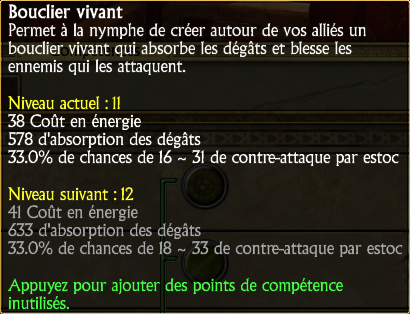 Bouclier vivant
Permet à la nymphe de créer autour de vos alliés un
bouclier vivant qui absorbe les dégâts et blesse les
ennemis qui les attaquent.
Niveau actuel : 11
38 Coût en énergie
578 d'absorption des dégâts
33.0% de chances de 16 ~ 31 de contre-attaque par estoc
Niveau suivant : 12
41 Coût en énergie
633 d'absorption des dégâts
33.0% de chances de 18 ~ 33 de contre-attaque par estoc
Appuyez pour ajouter des points de compétence
inutilisés.